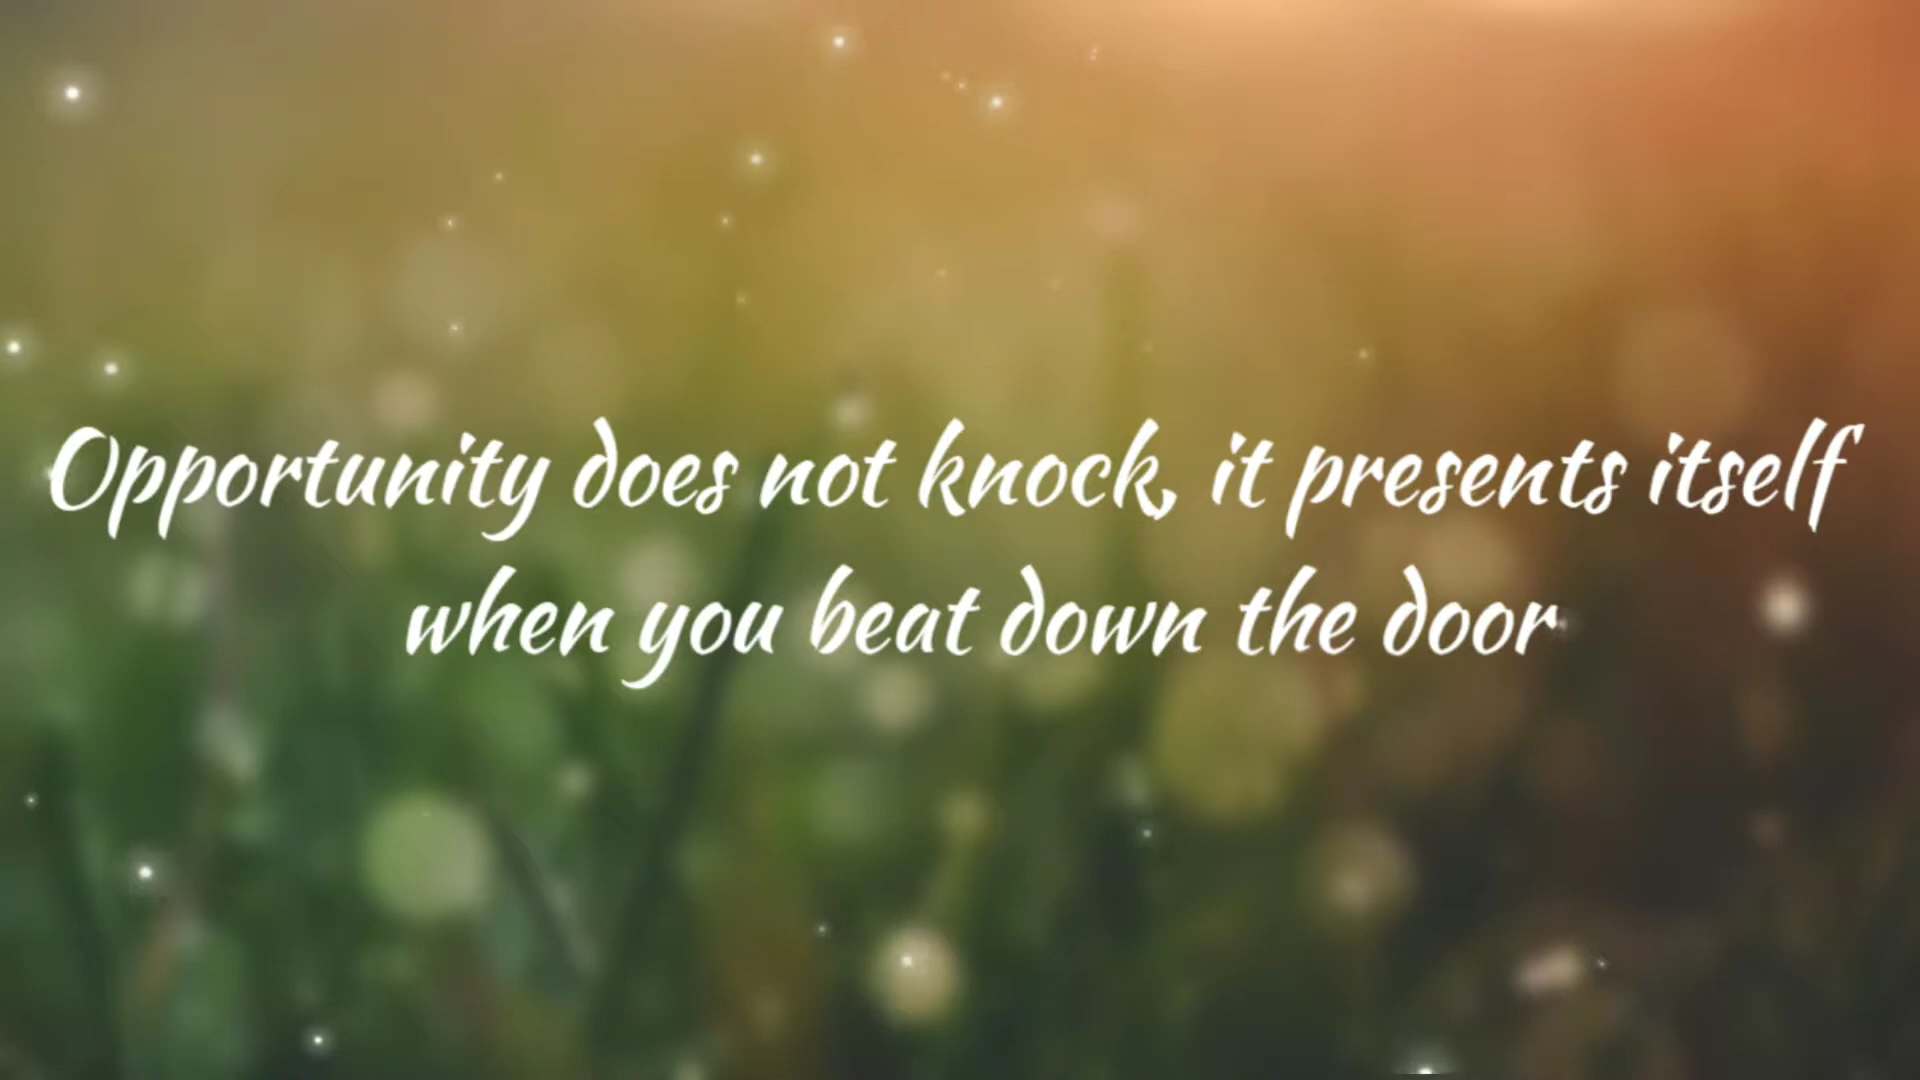 Opportunity does not knock, it presents itself
when you beat down the door